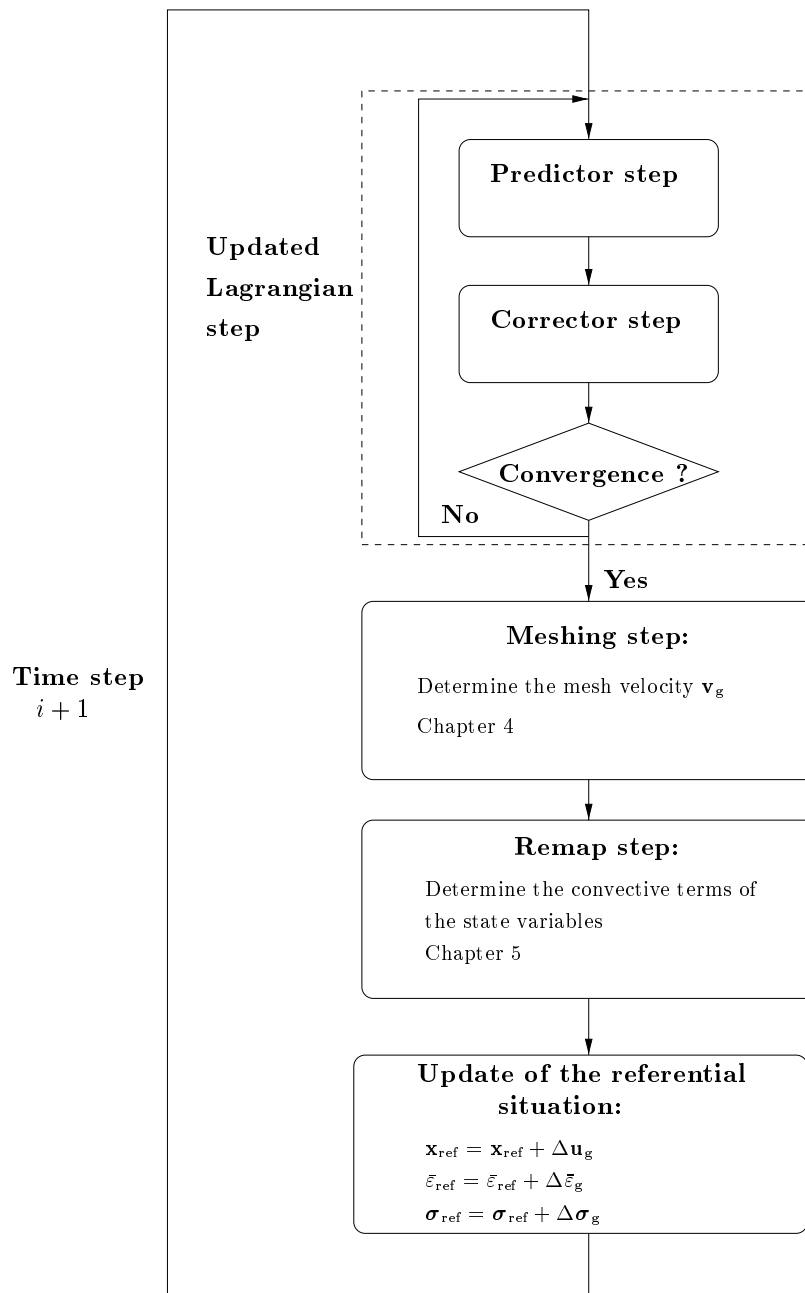 Predictor step
Updated
Lagrangian
step
Corrector step
Convergence ?
No
Yes
Meshing step:
Time step
i + 1
Determine the mesh velocity v_g
Chapter 4
Remap step:
Determine the convective terms of
the state variables
Chapter 5
Update of the referential
situation:
x_ref = x_ref + Δu_g
ε̄_ref = ε̄_ref + Δε̄_g
σ_ref = σ_ref + Δσ_g